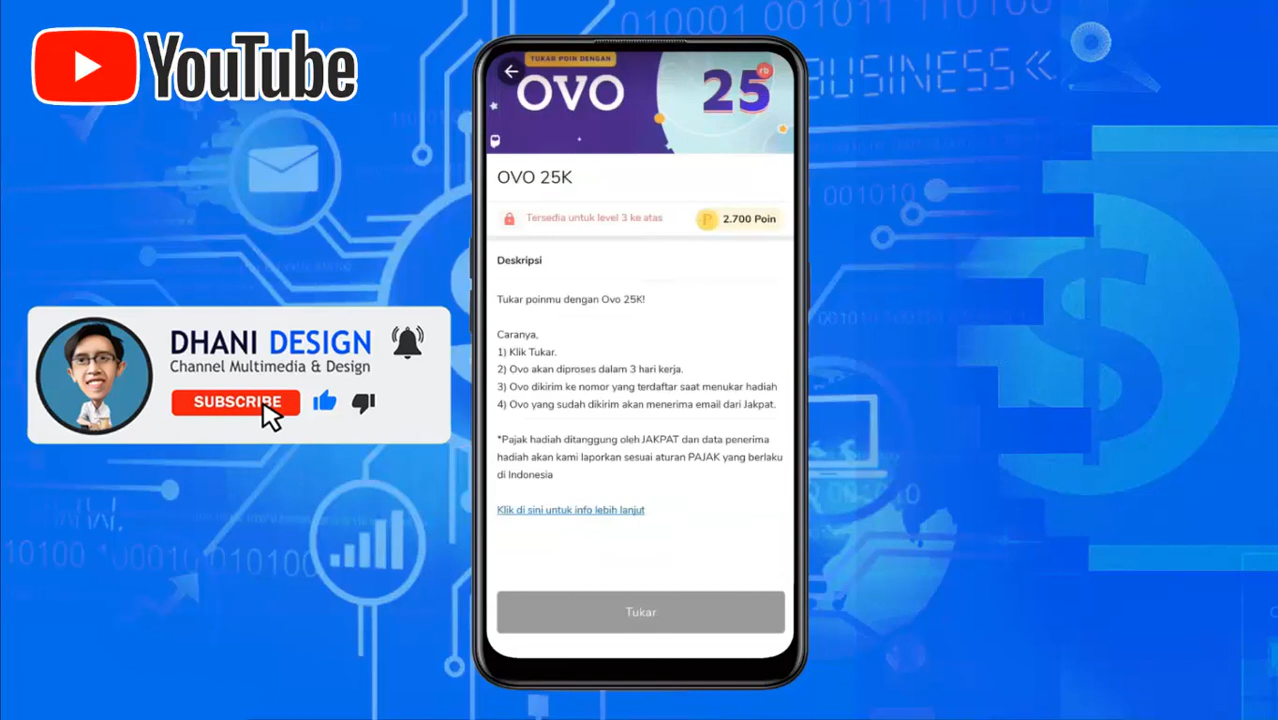 YouTube
001011 001011 1010
BUSINESS
TUKAR POIN DENGAN
OVO
25
rb
OVO 25K
Tersedia untuk level 3 ke atas
2.700 Poin
Deskripsi
Tukar poinmu dengan Ovo 25K!
Caranya,
1) Klik Tukar.
2) Ovo akan diproses dalam 3 hari kerja.
3) Ovo dikirim ke nomor yang terdaftar saat menukar hadiah
4) Ovo yang sudah dikirim akan menerima email dari Jakpat.
*Pajak hadiah ditanggung oleh JAKPAT dan data penerima
hadiah akan kami laporkan sesuai aturan PAJAK yang berlaku
di Indonesia
Klik di sini untuk info lebih lanjut
Tukar
DHANI DESIGN
Channel Multimedia & Design
SUBSCRIBE
001010